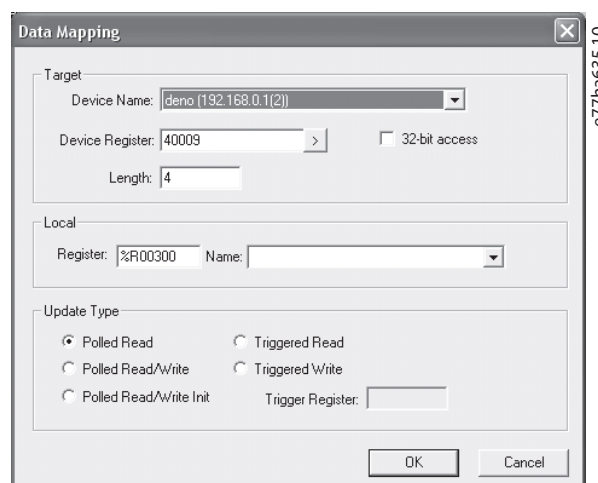 Data Mapping
Target
Device Name: deno (192.168.0.1(2))
Device Register: 40009 > 32-bit access
Length: 4
Local
Register: %R00300 Name:
Update Type
Polled Read Triggered Read
Polled Read/Write Triggered Write
Polled Read/Write Init Trigger Register:
OK Cancel